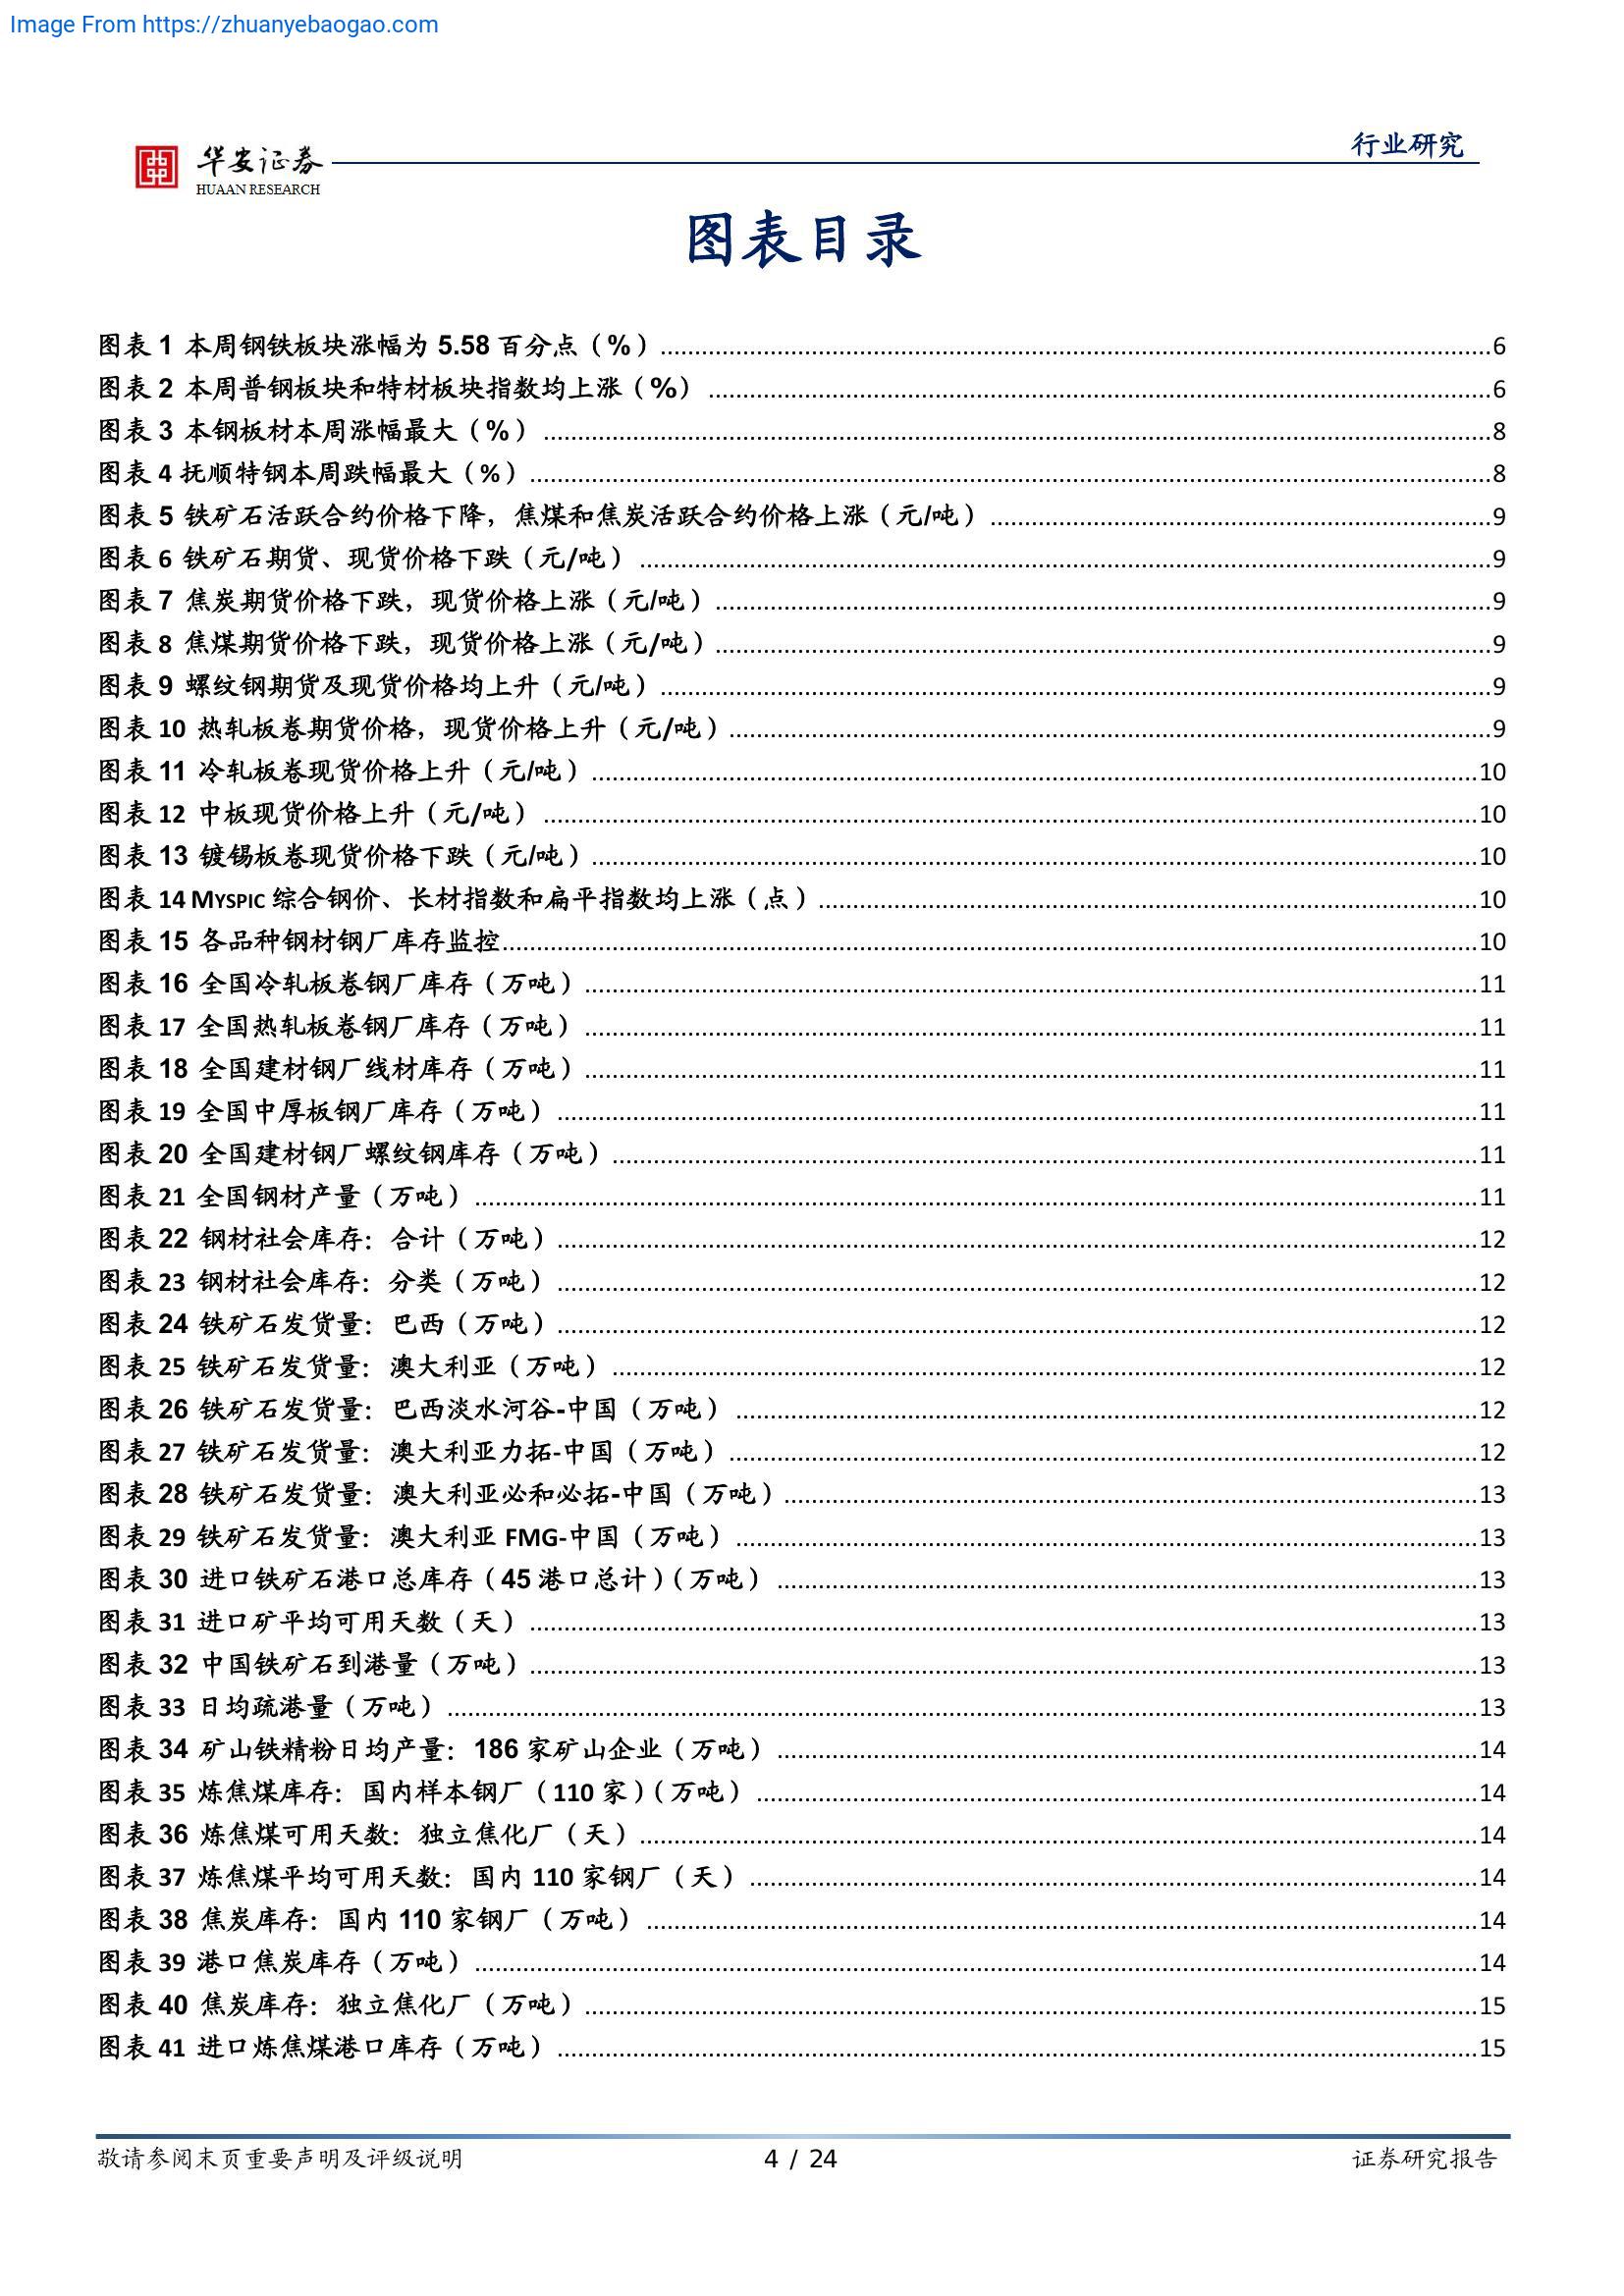 Image From https://zhuanyebaogao.com
行业研究
华安证券
HUAAN RESEARCH
图表目录
图表 1 本周钢铁板块涨幅为 5.58 百分点（%）........6
图表 2 本周普钢板块和特材板块指数均上涨（%）........6
图表 3 本钢板材本周涨幅最大（%）........8
图表 4 抚顺特钢本周跌幅最大（%）........8
图表 5 铁矿石活跃合约价格下降，焦煤和焦炭活跃合约价格上涨（元/吨）........9
图表 6 铁矿石期货、现货价格下跌（元/吨）........9
图表 7 焦炭期货价格下跌，现货价格上涨（元/吨）........9
图表 8 焦煤期货价格下跌，现货价格上涨（元/吨）........9
图表 9 螺纹钢期货及现货价格均上升（元/吨）........9
图表 10 热轧板卷期货价格，现货价格上升（元/吨）........9
图表 11 冷轧板卷现货价格上升（元/吨）........10
图表 12 中板现货价格上升（元/吨）........10
图表 13 镀锡板卷现货价格下跌（元/吨）........10
图表 14 MYSPIC 综合钢价、长材指数和扁平指数均上涨（点）........10
图表 15 各品种钢材钢厂库存监控........10
图表 16 全国冷轧板卷钢厂库存（万吨）........11
图表 17 全国热轧板卷钢厂库存（万吨）........11
图表 18 全国建材钢厂线材库存（万吨）........11
图表 19 全国中厚板钢厂库存（万吨）........11
图表 20 全国建材钢厂螺纹钢库存（万吨）........11
图表 21 全国钢材产量（万吨）........11
图表 22 钢材社会库存：合计（万吨）........12
图表 23 钢材社会库存：分类（万吨）........12
图表 24 铁矿石发货量：巴西（万吨）........12
图表 25 铁矿石发货量：澳大利亚（万吨）........12
图表 26 铁矿石发货量：巴西淡水河谷-中国（万吨）........12
图表 27 铁矿石发货量：澳大利亚力拓-中国（万吨）........12
图表 28 铁矿石发货量：澳大利亚必和必拓-中国（万吨）........13
图表 29 铁矿石发货量：澳大利亚 FMG-中国（万吨）........13
图表 30 进口铁矿石港口总库存（45 港口总计）（万吨）........13
图表 31 进口矿平均可用天数（天）........13
图表 32 中国铁矿石到港量（万吨）........13
图表 33 日均疏港量（万吨）........13
图表 34 矿山铁精粉日均产量：186 家矿山企业（万吨）........14
图表 35 炼焦煤库存：国内样本钢厂（110 家）（万吨）........14
图表 36 炼焦煤可用天数：独立焦化厂（天）........14
图表 37 炼焦煤平均可用天数：国内 110 家钢厂（天）........14
图表 38 焦炭库存：国内 110 家钢厂（万吨）........14
图表 39 港口焦炭库存（万吨）........14
图表 40 焦炭库存：独立焦化厂（万吨）........15
图表 41 进口炼焦煤港口库存（万吨）........15
敬请参阅末页重要声明及评级说明 4 / 24 证券研究报告